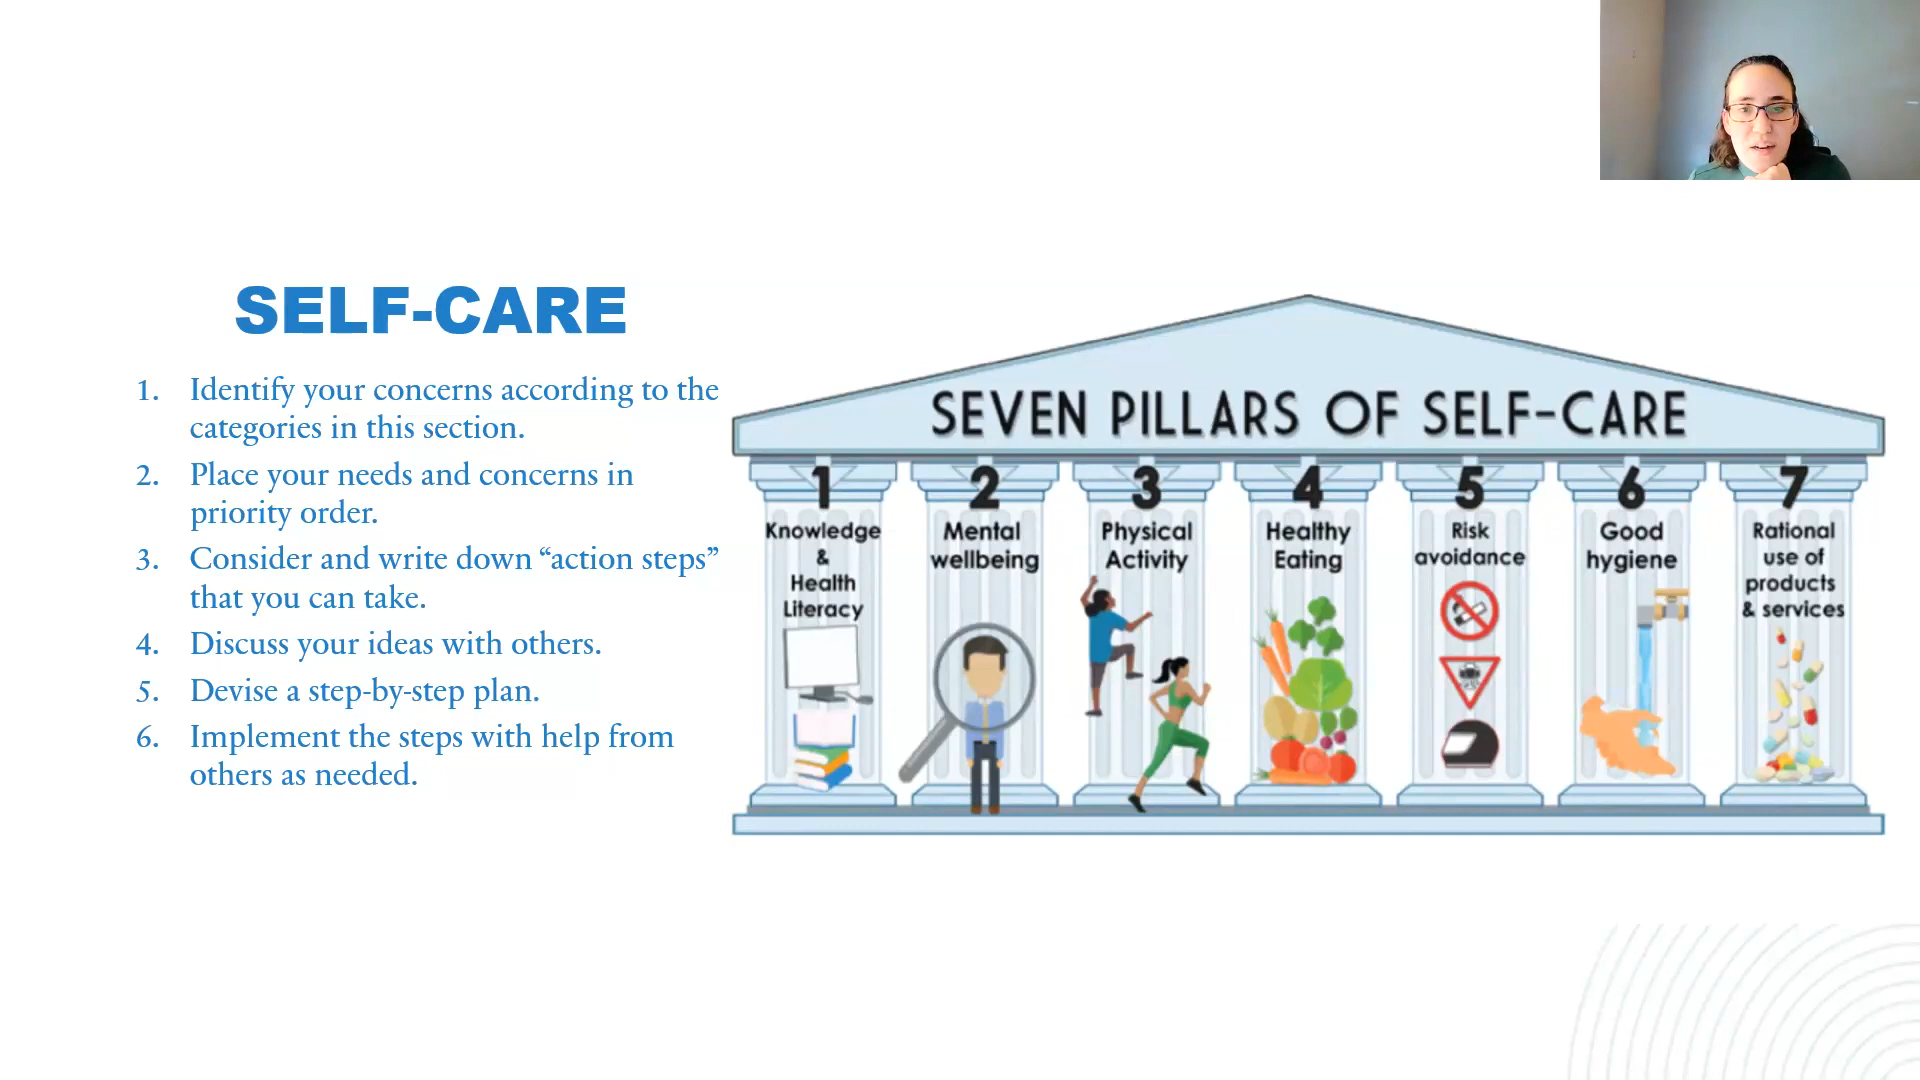 SELF-CARE
1. Identify your concerns according to the
categories in this section.
2. Place your needs and concerns in
priority order.
3. Consider and write down “action steps”
that you can take.
4. Discuss your ideas with others.
5. Devise a step-by-step plan.
6. Implement the steps with help from
others as needed.
SEVEN PILLARS OF SELF-CARE
1
Knowledge
&
Health
Literacy
2
Mental
wellbeing
3
Physical
Activity
4
Healthy
Eating
5
Risk
avoidance
6
Good
hygiene
7
Rational
use of
products
& services